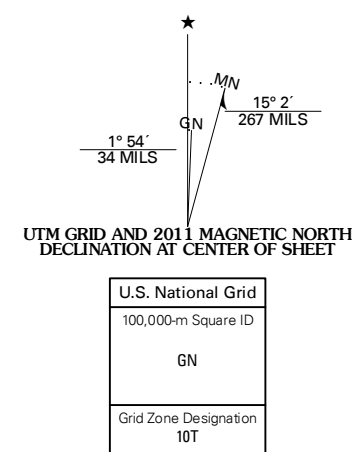 ★
MN
15° 2´
267 MILS
GN
1° 54´
34 MILS
UTM GRID AND 2011 MAGNETIC NORTH
DECLINATION AT CENTER OF SHEET
U.S. National Grid
100,000-m Square ID
GN
Grid Zone Designation
10T